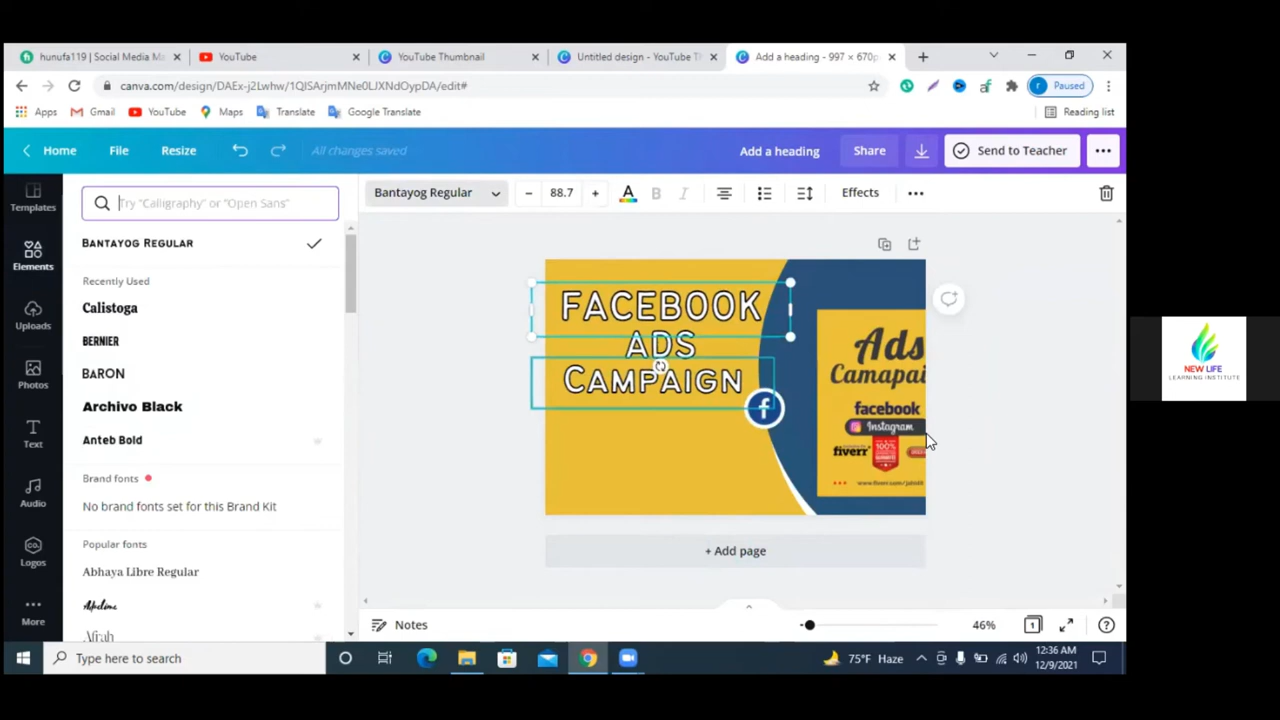 hunufa119 | Social Media Ma
YouTube
YouTube Thumbnail
Untitled design - YouTube Th
Add a heading - 997 × 670p
canva.com/design/DAEx-j2Lwhw/1QlSArjmMNe0LJXNdOypDA/edit#
Paused
Apps
Gmail
YouTube
Maps
Translate
Google Translate
Reading list
Home
File
Resize
All changes saved
Add a heading
Share
Send to Teacher
Templates
Elements
Uploads
Photos
Text
Audio
Logos
CO.
More
Try "Calligraphy" or "Open Sans"
BANTAYOG REGULAR
Recently Used
Calistoga
BERNIER
BARON
Archivo Black
Anteb Bold
Brand fonts
No brand fonts set for this Brand Kit
Popular fonts
Abhaya Libre Regular
Bantayog Regular
88.7
A
B
I
Effects
FACEBOOK
ADS
CAMPAIGN
Ads
Camapai
facebook
Instagram
fiverr
100%
+ Add page
Notes
46%
1
Type here to search
75°F Haze
12:36 AM
12/9/2021
NEW LIFE
LEARNING INSTITUTE